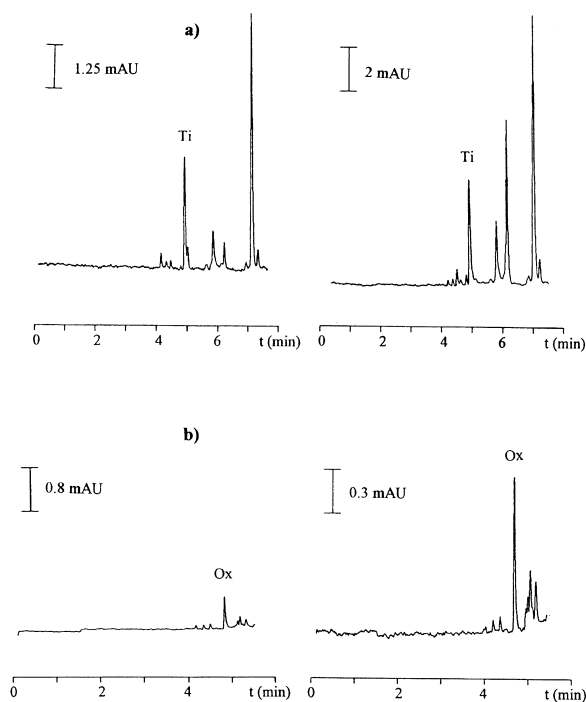 a)
1.25 mAU
2 mAU
Ti
Ti
0 2 4 6 t (min)
0 2 4 6 t (min)
b)
0.8 mAU
0.3 mAU
Ox
Ox
0 2 4 t (min)
0 2 4 t (min)